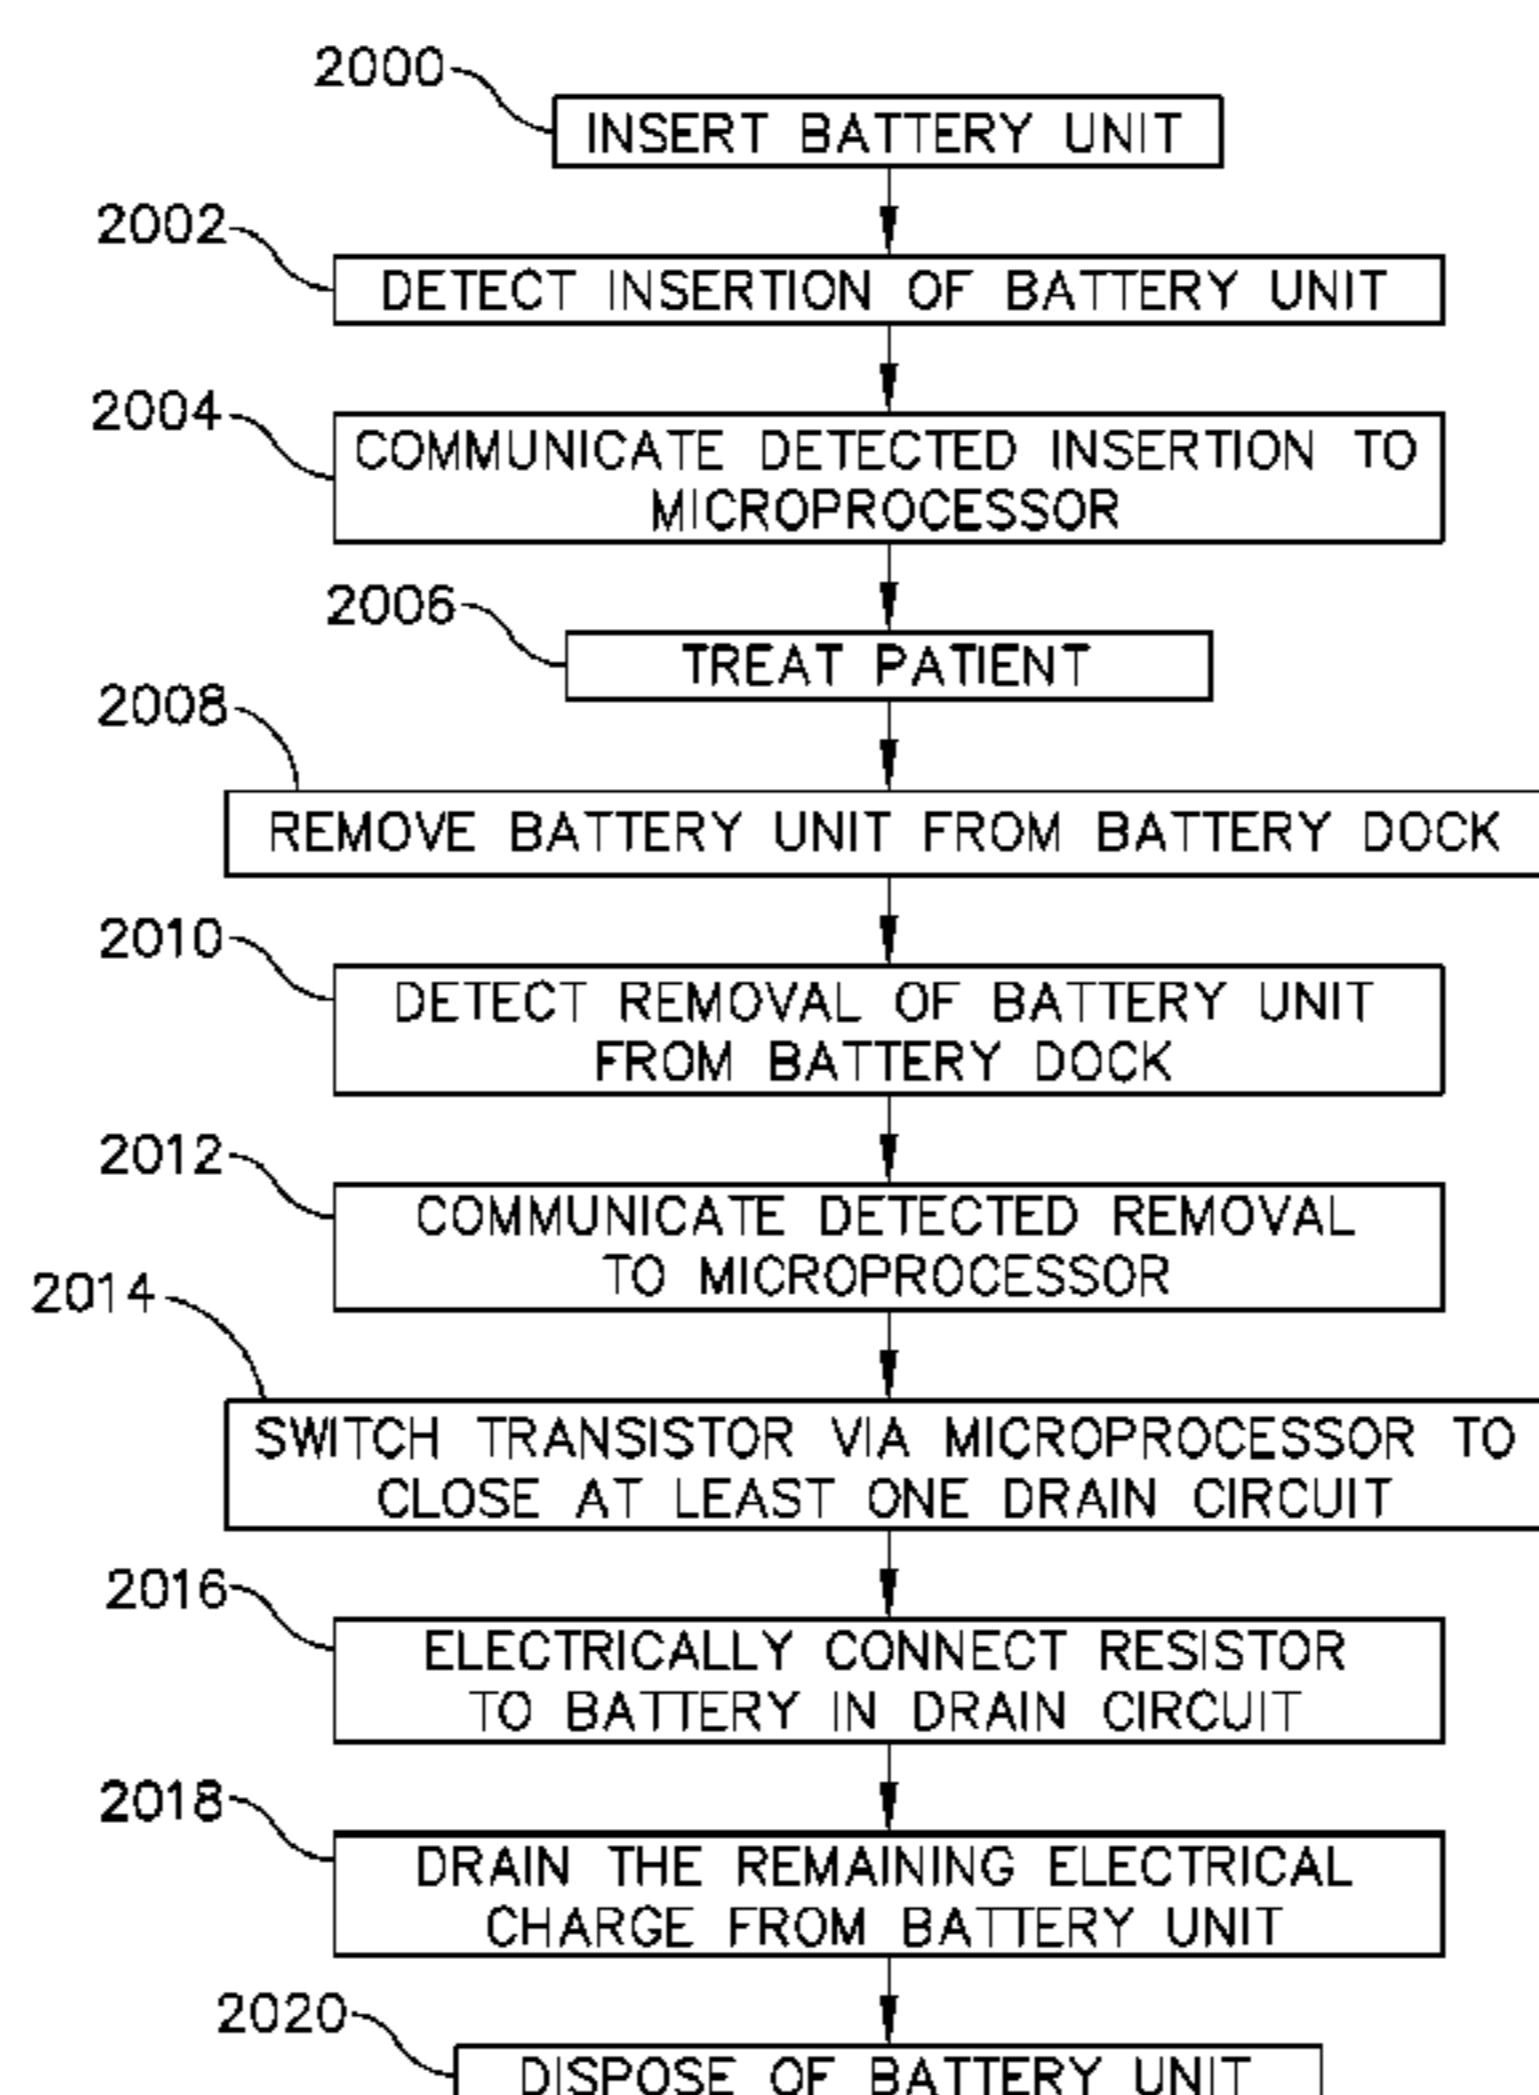 2000
INSERT BATTERY UNIT
2002
DETECT INSERTION OF BATTERY UNIT
2004
COMMUNICATE DETECTED INSERTION TO
MICROPROCESSOR
2006
TREAT PATIENT
2008
REMOVE BATTERY UNIT FROM BATTERY DOCK
2010
DETECT REMOVAL OF BATTERY UNIT
FROM BATTERY DOCK
2012
COMMUNICATE DETECTED REMOVAL
TO MICROPROCESSOR
2014
SWITCH TRANSISTOR VIA MICROPROCESSOR TO
CLOSE AT LEAST ONE DRAIN CIRCUIT
2016
ELECTRICALLY CONNECT RESISTOR
TO BATTERY IN DRAIN CIRCUIT
2018
DRAIN THE REMAINING ELECTRICAL
CHARGE FROM BATTERY UNIT
2020
DISPOSE OF BATTERY UNIT